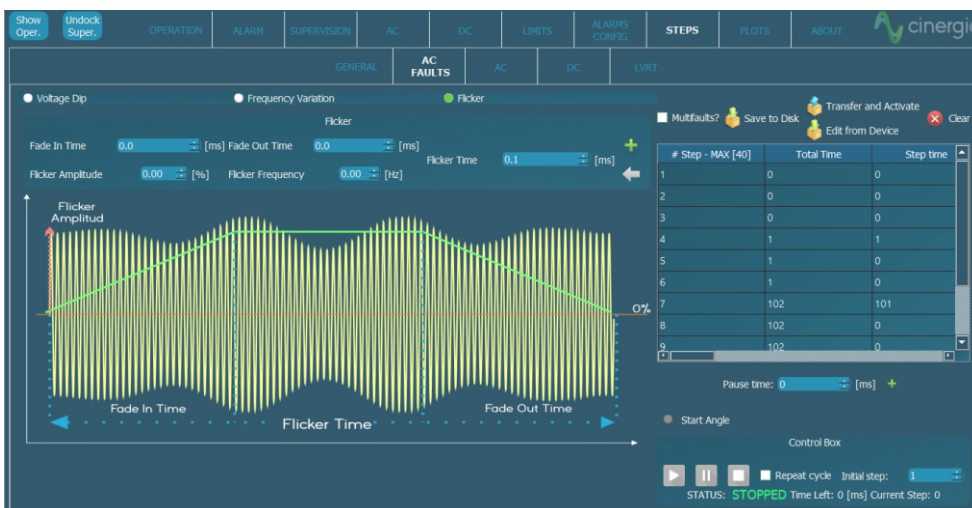 Show Oper.
Undock Super.
OPERATION ALARM SUPERVISION AC DC LIMITS ALARMS CONFIG STEPS PLOTS ABOUT cinergi
GENERAL AC FAULTS AC DC LVRT
Voltage Dip Frequency Variation Flicker
Flicker
Fade In Time 0.0 [ms] Fade Out Time 0.0 [ms]
Flicker Time 0.1 [ms]
Flicker Amplitude 0.00 [%] Flicker Frequency 0.00 [Hz]
Flicker
Amplitud
0%
Fade In Time Fade Out Time
Flicker Time
Multifaults? Save to Disk Transfer and Activate
Edit from Device
Clear
# Step - MAX [40] Total Time Step time
1 0 0
2 0 0
3 0 0
4 1 1
5 1 0
6 1 0
7 102 101
8 102 0
9 102 0
Pause time: 0 [ms]
Start Angle
Control Box
Repeat cycle Initial step: 1
STATUS: STOPPED Time Left: 0 [ms] Current Step: 0